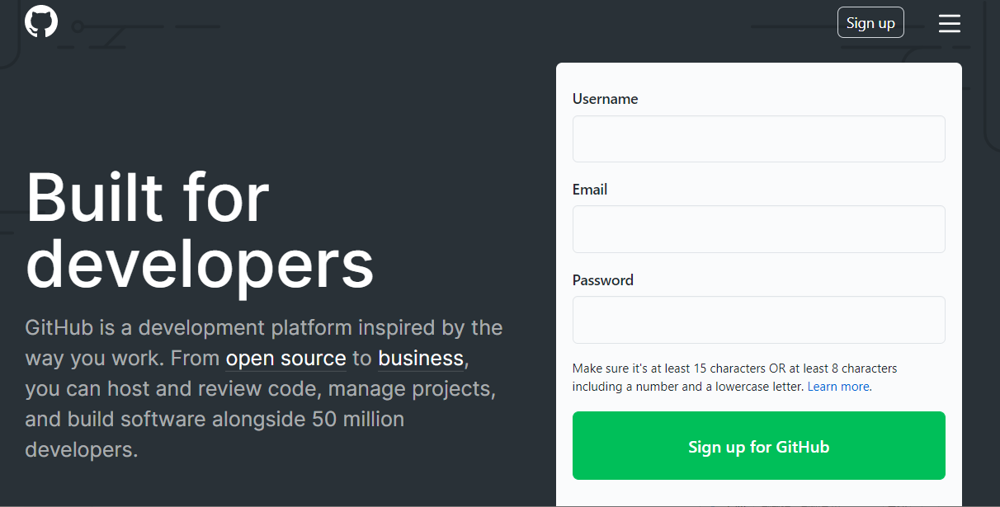 Sign up
Built for
developers
GitHub is a development platform inspired by the
way you work. From open source to business,
you can host and review code, manage projects,
and build software alongside 50 million
developers.
Username
Email
Password
Make sure it's at least 15 characters OR at least 8 characters
including a number and a lowercase letter. Learn more.
Sign up for GitHub